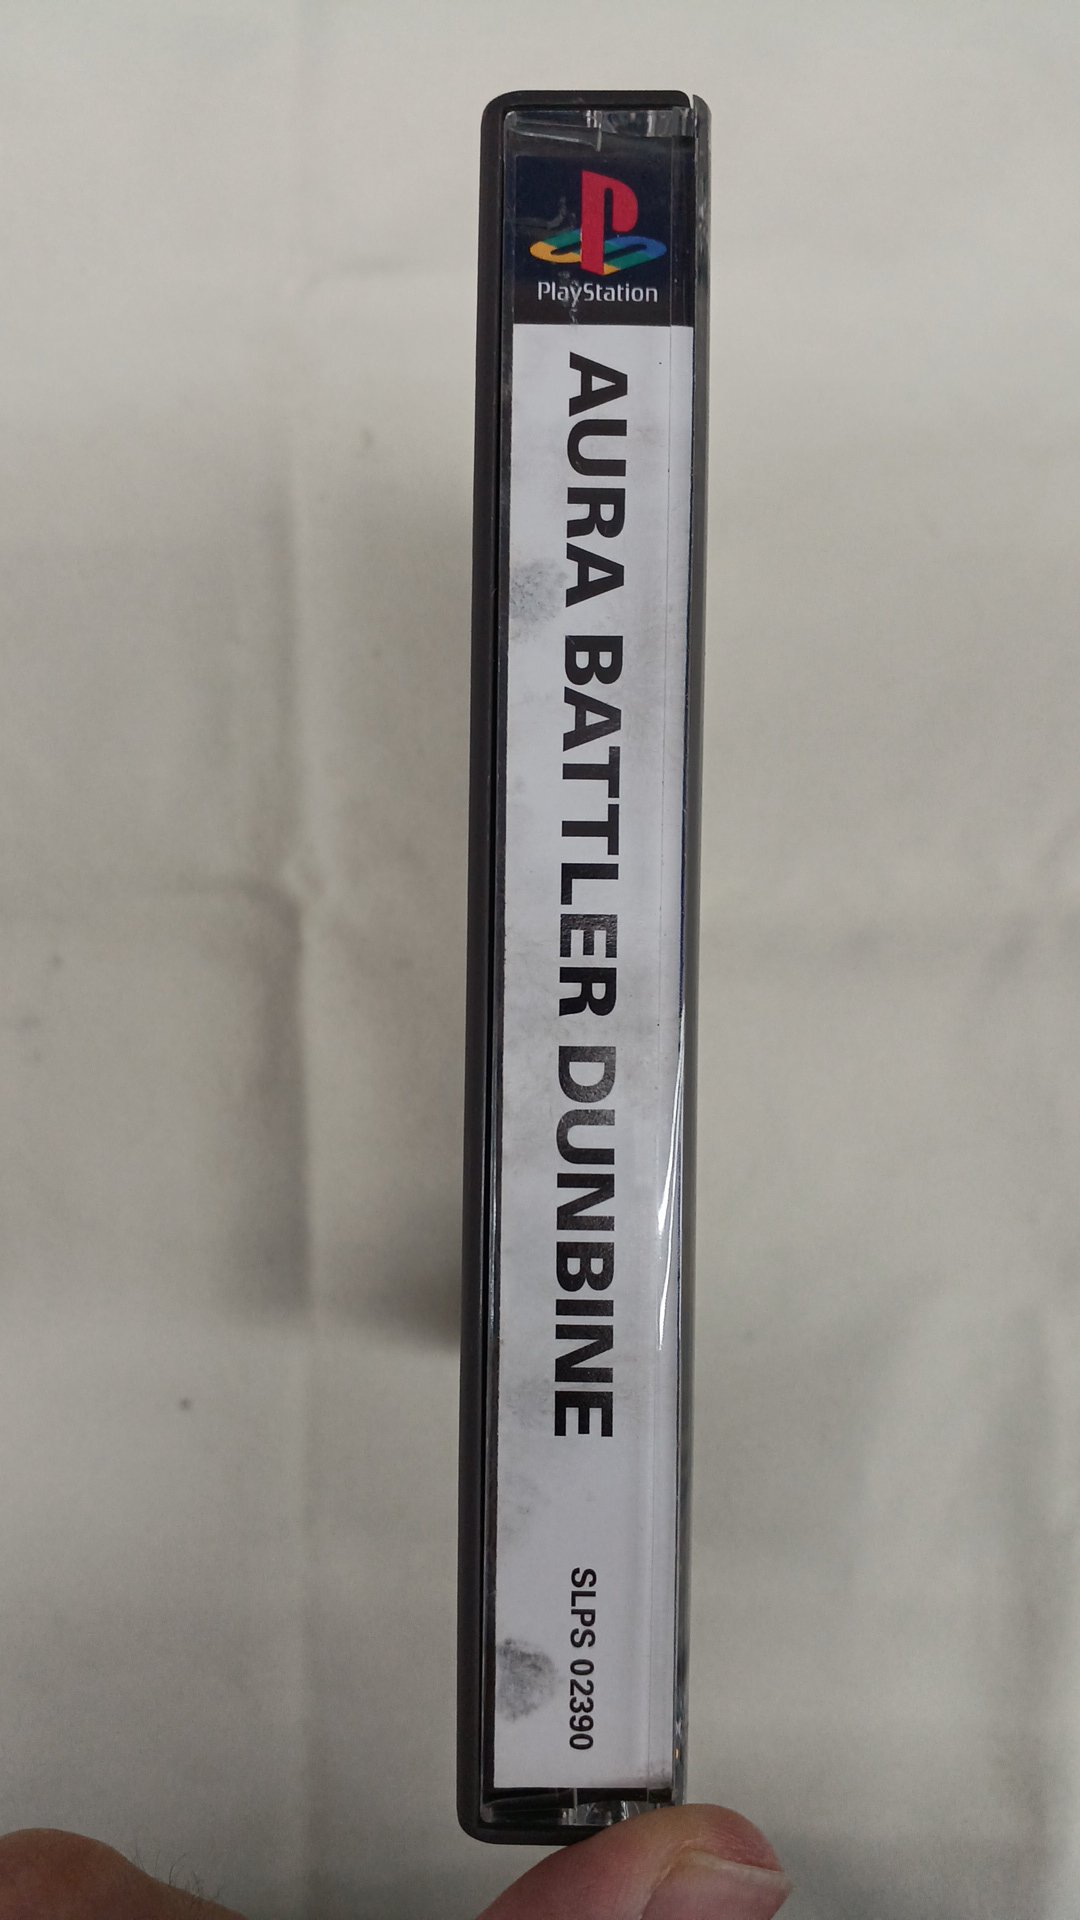 PlayStation
AURA BATTLER DUNBINE
SLPS 02390